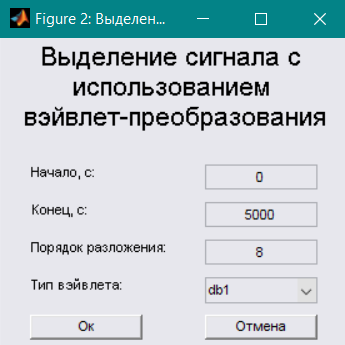 Figure 2: Выделен...
Выделение сигнала с
использованием
вэйвлет-преобразования
Начало, с: 0
Конец, с: 5000
Порядок разложения: 8
Тип вэйвлета: db1
Ок Отмена